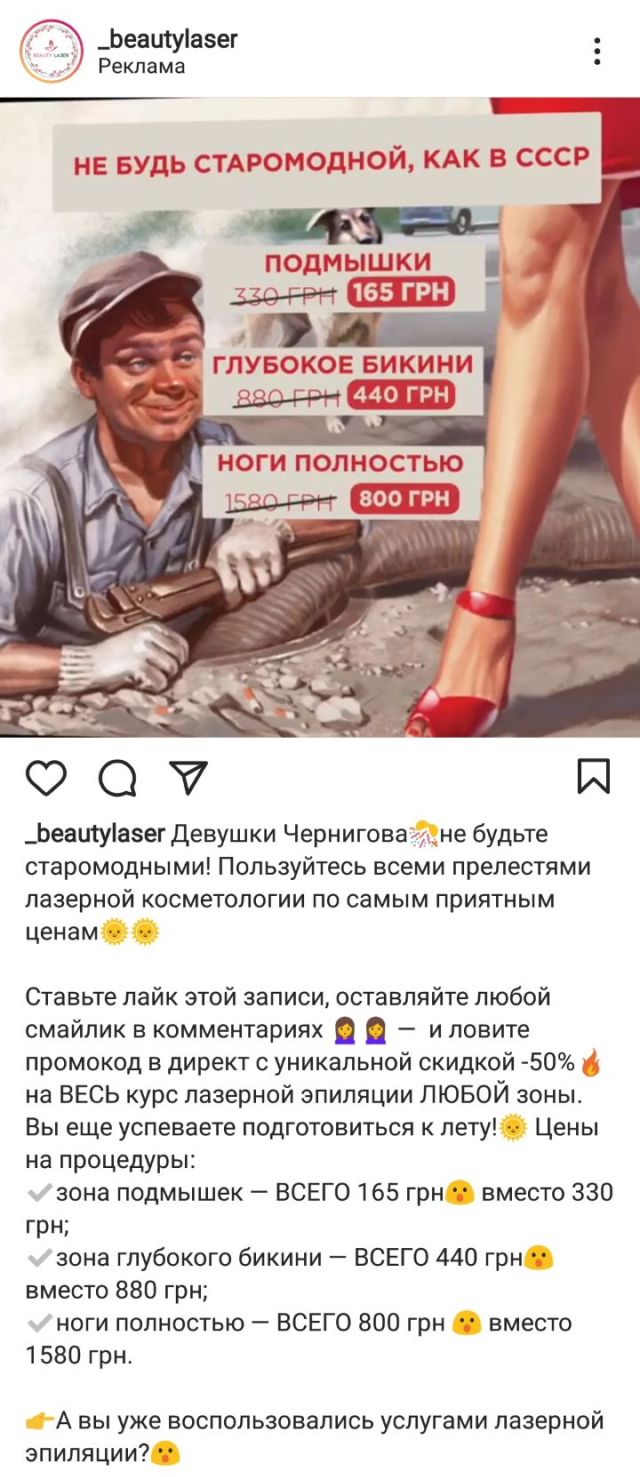 _beautylaser
Реклама
BEAUTY LASER
НЕ БУДЬ СТАРОМОДНОЙ, КАК В СССР
ПОДМЫШКИ
330 ГРН 165 ГРН
ГЛУБОКОЕ БИКИНИ
880 ГРН 440 ГРН
НОГИ ПОЛНОСТЬЮ
1580 ГРН 800 ГРН
_beautylaser Девушки Чернигова🎊не будьте
старомодными! Пользуйтесь всеми прелестями
лазерной косметологии по самым приятным
ценам🌞🌞
Ставьте лайк этой записи, оставляйте любой
смайлик в комментариях 🙍‍♀️ 🙍‍♀️ — и ловите
промокод в директ с уникальной скидкой -50%🔥
на ВЕСЬ курс лазерной эпиляции ЛЮБОЙ зоны.
Вы еще успеваете подготовиться к лету!🌞 Цены
на процедуры:
✔️зона подмышек — ВСЕГО 165 грн😮 вместо 330
грн;
✔️зона глубокого бикини — ВСЕГО 440 грн😮
вместо 880 грн;
✔️ноги полностью — ВСЕГО 800 грн 😮 вместо
1580 грн.
👉А вы уже воспользовались услугами лазерной
эпиляции?😮